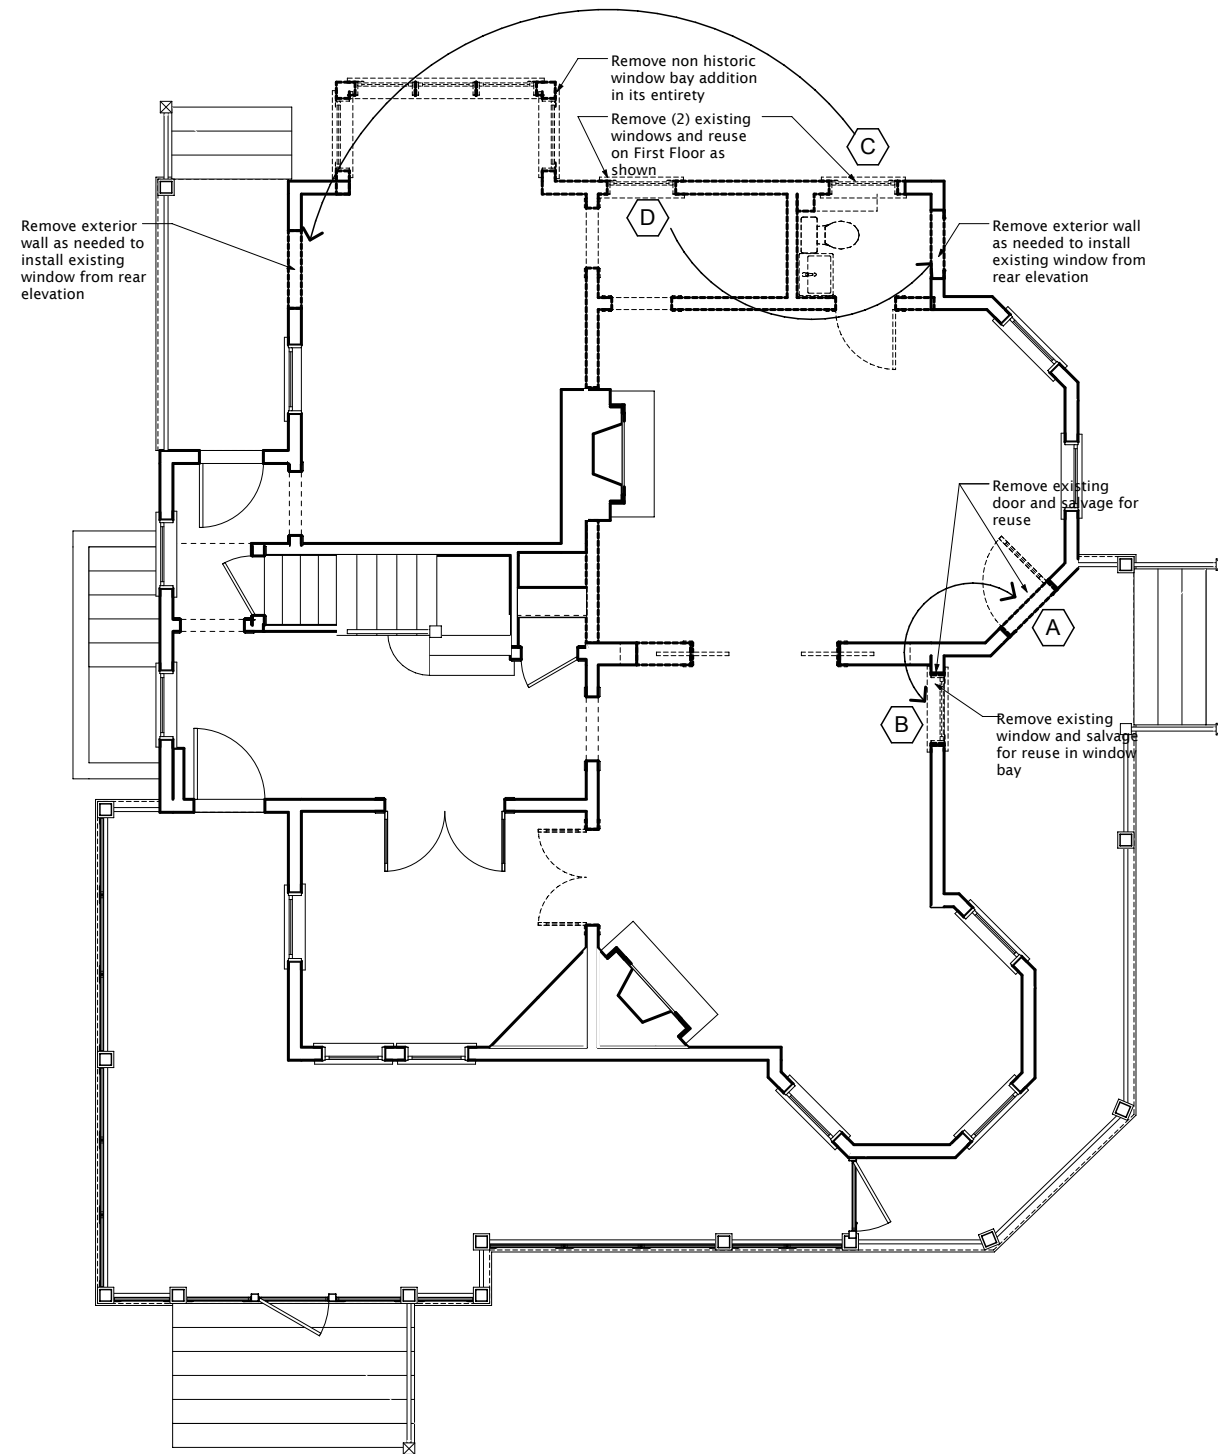 Remove non historic
window bay addition
in its entirety
Remove (2) existing
windows and reuse
on First Floor as
shown
C
D
Remove exterior
wall as needed to
install existing
window from rear
elevation
Remove exterior wall
as needed to install
existing window from
rear elevation
Remove existing
door and salvage for
reuse
A
B
Remove existing
window and salvage
for reuse in window
bay